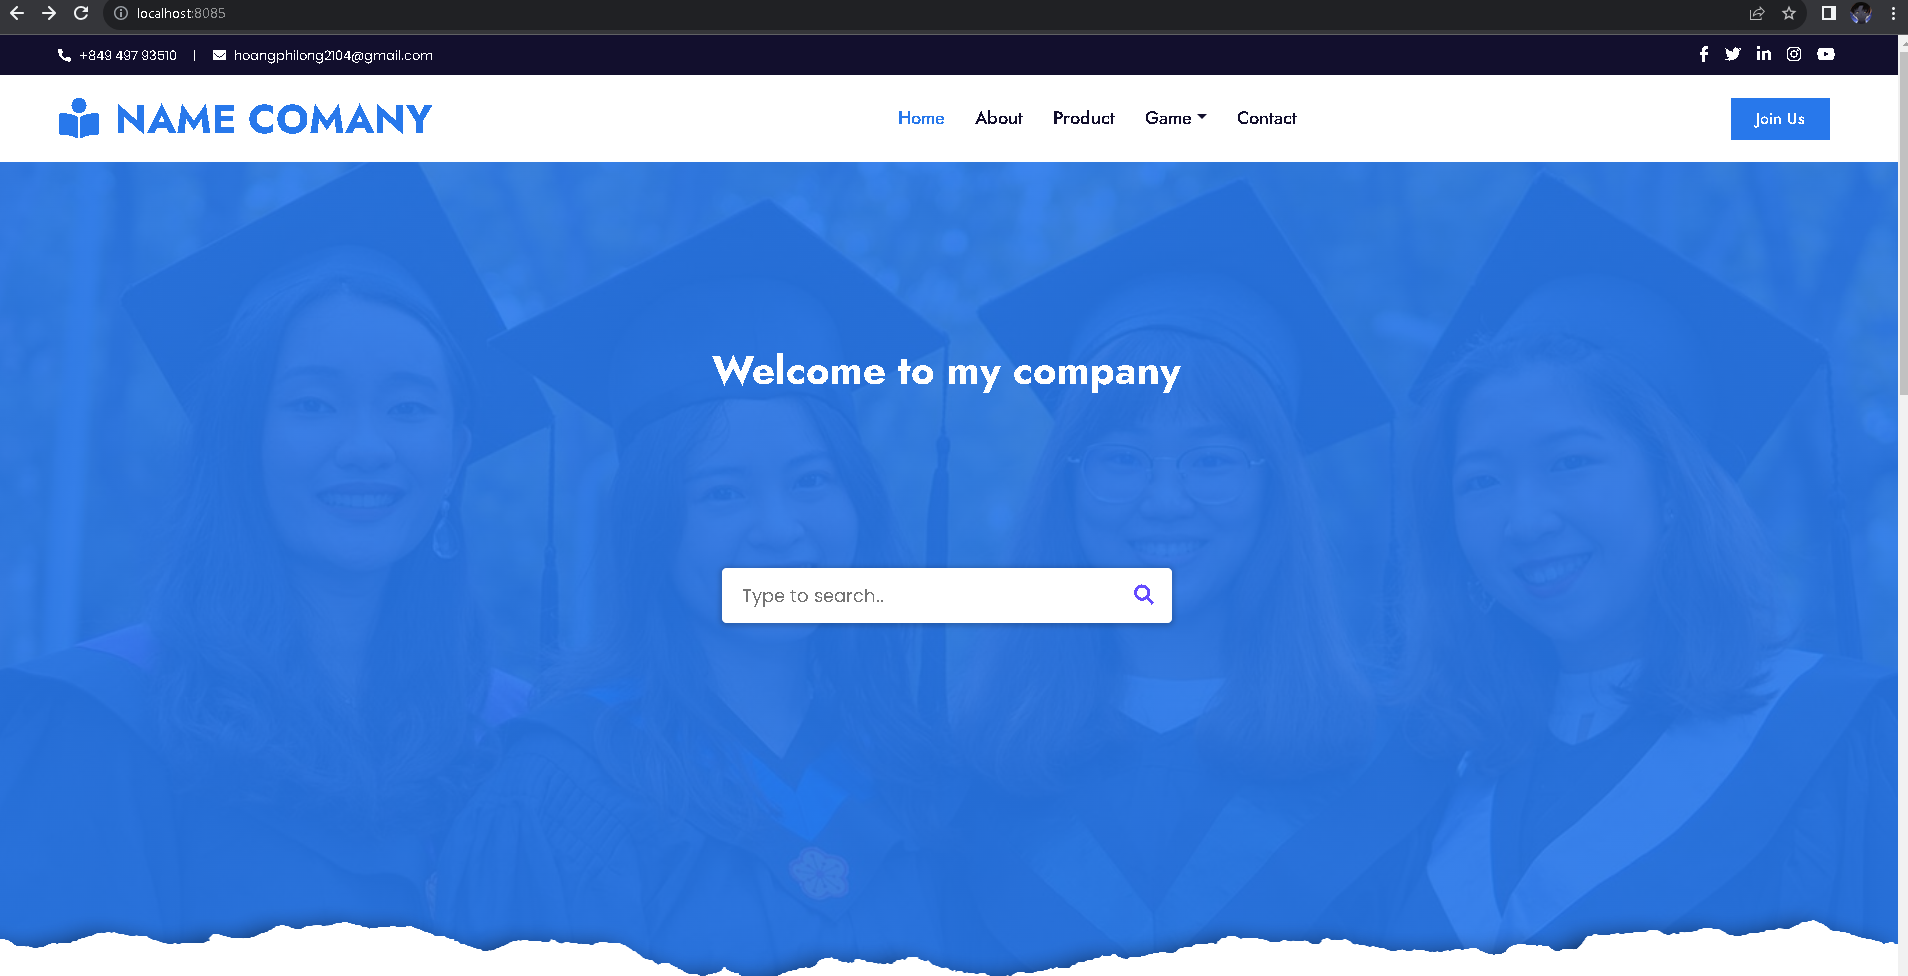 localhost:8085
+849 497 93510 | hoangphilong2104@gmail.com
NAME COMANY
Home About Product Game Contact
Join Us
Welcome to my company
Type to search..